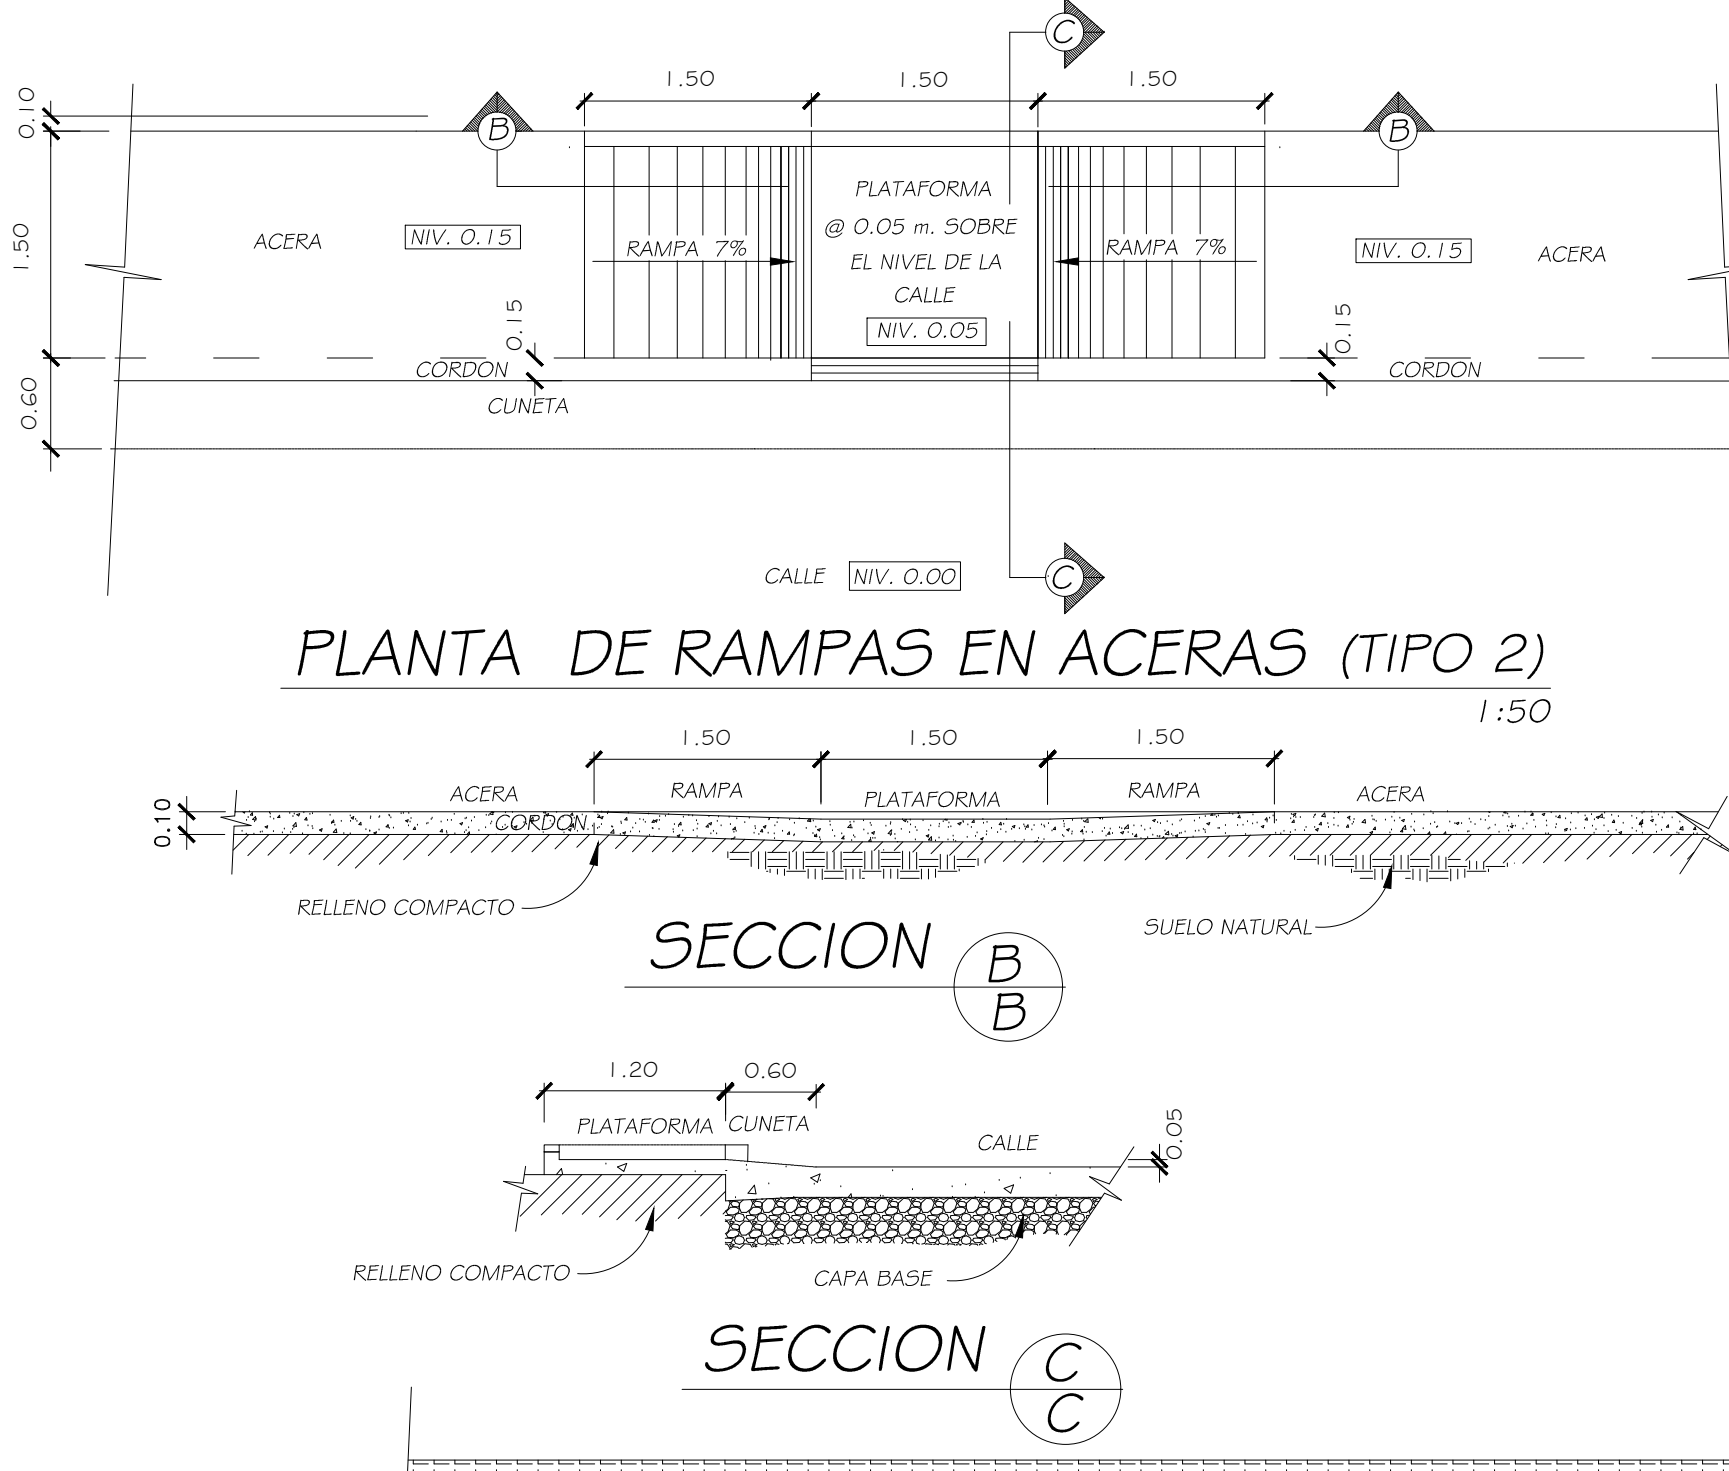 C
1.50 1.50 1.50
0.10
B B
PLATAFORMA
@ 0.05 m. SOBRE
EL NIVEL DE LA
CALLE
NIV. 0.05
1.50
ACERA
NIV. 0.15
RAMPA 7%
RAMPA 7%
NIV. 0.15
ACERA
0.15
0.15
CORDON
CORDON
0.60
CUNETA
CALLE NIV. 0.00
C
PLANTA DE RAMPAS EN ACERAS (TIPO 2)
1:50
1.50 1.50 1.50
ACERA RAMPA PLATAFORMA RAMPA ACERA
0.10
CORDON
RELLENO COMPACTO
SUELO NATURAL
SECCION B
B
1.20 0.60
PLATAFORMA CUNETA
CALLE
0.05
RELLENO COMPACTO
CAPA BASE
SECCION C
C